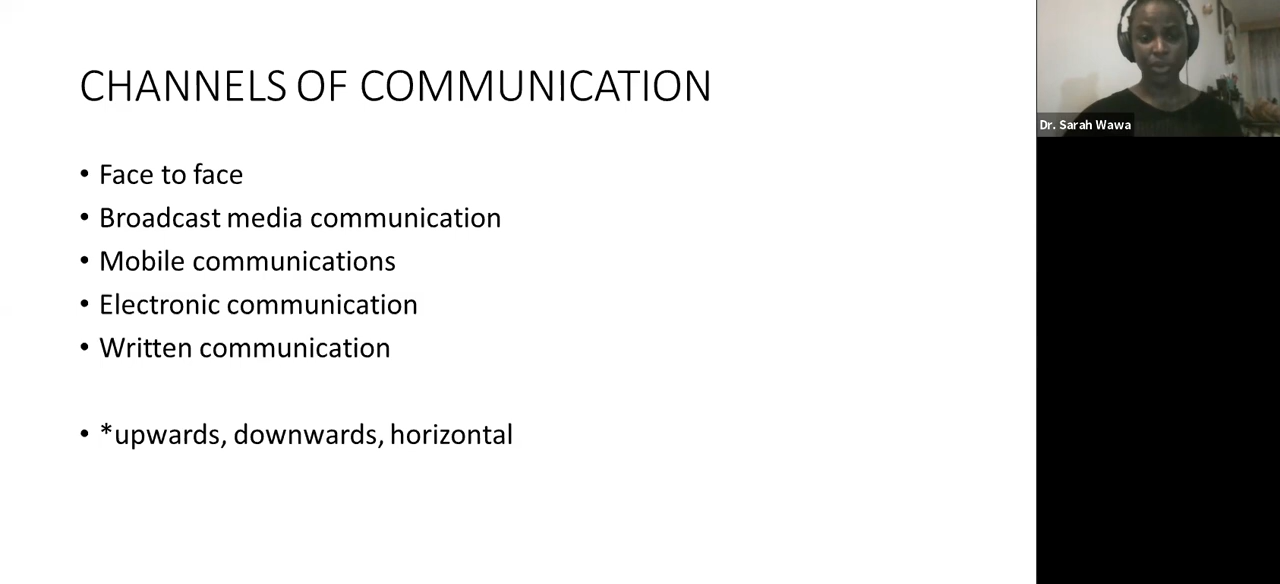 CHANNELS OF COMMUNICATION
• Face to face
• Broadcast media communication
• Mobile communications
• Electronic communication
• Written communication
• *upwards, downwards, horizontal
Dr. Sarah Wawa